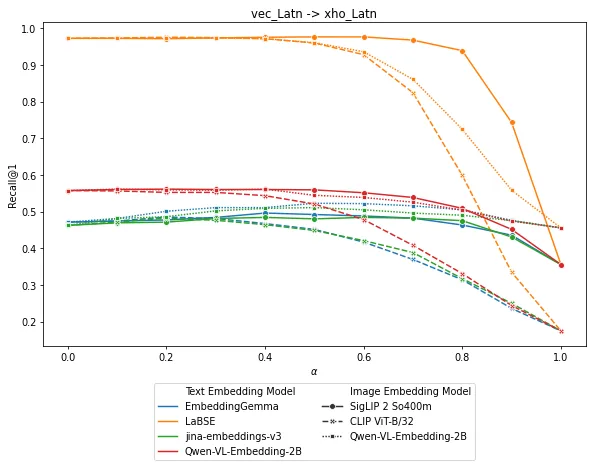 vec_Latn -> xho_Latn
Recall@1
1.0
0.9
0.8
0.7
0.6
0.5
0.4
0.3
0.2
0.0 0.2 0.4 0.6 0.8 1.0
α
Text Embedding Model Image Embedding Model
EmbeddingGemma SigLIP 2 So400m
LaBSE CLIP ViT-B/32
jina-embeddings-v3 Qwen-VL-Embedding-2B
Qwen-VL-Embedding-2B